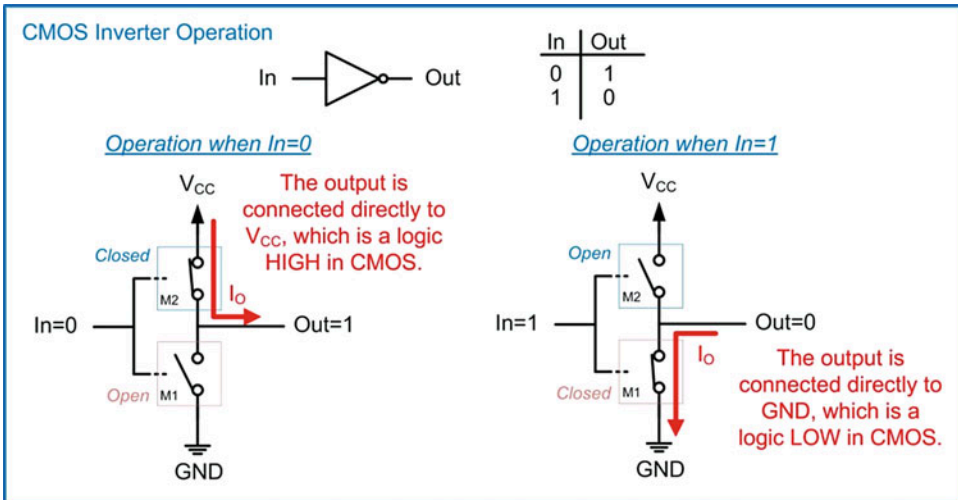 CMOS Inverter Operation
In Out
In Out
0 1
1 0
Operation when In=0
VCC
The output is
connected directly to
VCC, which is a logic
HIGH in CMOS.
Closed
M2
IO
In=0
Out=1
Open
M1
GND
Operation when In=1
VCC
Open
M2
In=1
Out=0
IO
Closed
M1
The output is
connected directly to
GND, which is a
logic LOW in CMOS.
GND